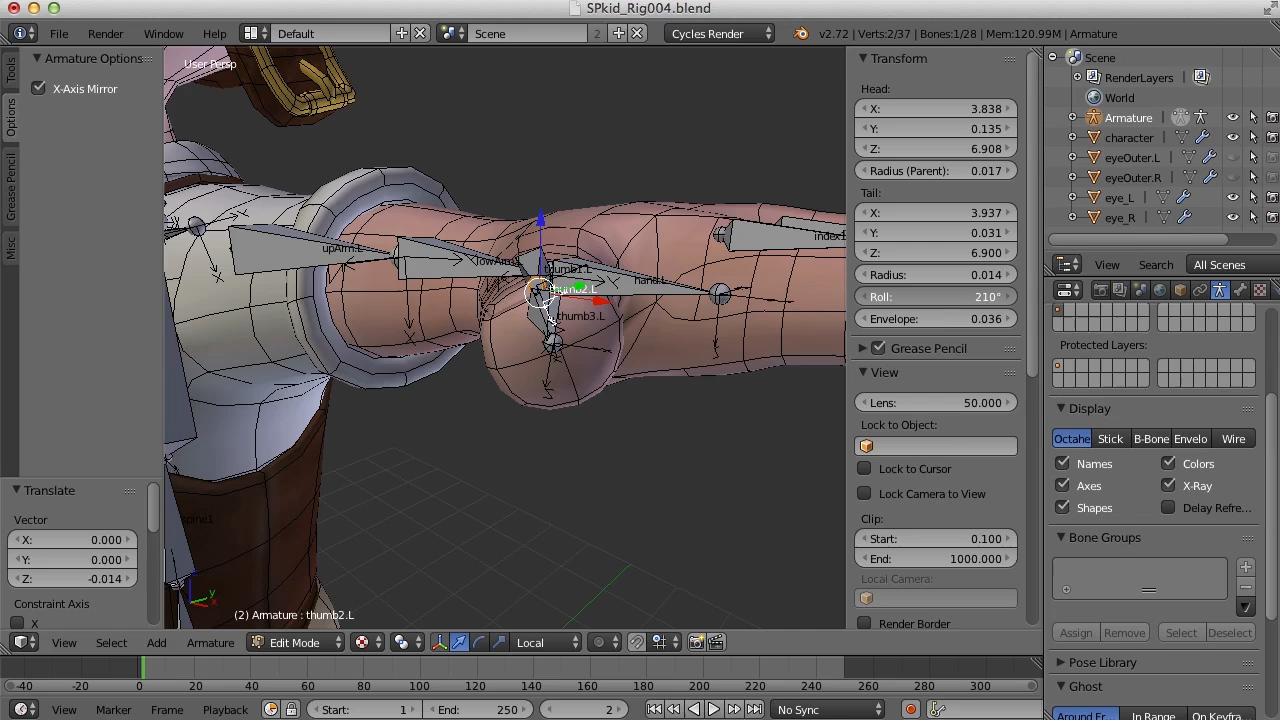 SPkid_Rig004.blend
File Render Window Help Default Scene 2 Cycles Render v2.72 | Verts:2/37 | Bones:1/28 | Mem:120.99M | Armature
Tools
Options
Grease Pencil
Misc
Armature Options
X-Axis Mirror
Translate
Vector
X: 0.000
Y: 0.000
Z: -0.014
Constraint Axis
X
User Persp
upArm.L
thumb1.L
thumb2.L
thumb3.L
hand.L
spine1
y
x
(2) Armature : thumb2.L
Transform
Head:
X: 3.838
Y: 0.135
Z: 6.908
Radius (Parent): 0.017
Tail:
X: 3.937
Y: 0.031
Z: 6.900
Radius: 0.014
Roll: 210°
Envelope: 0.036
Grease Pencil
View
Lens: 50.000
Lock to Object:
Lock to Cursor
Lock Camera to View
Clip:
Start: 0.100
End: 1000.000
Local Camera:
Render Border
Scene
RenderLayers
World
Armature
character
eyeOuter.L
eyeOuter.R
eye_L
eye_R
View Search All Scenes
Protected Layers:
Display
Octahe Stick B-Bone Envelo Wire
Names Colors
Axes X-Ray
Shapes Delay Refre...
Bone Groups
Assign Remove Select Deselect
Pose Library
Ghost
Around Fr... In Range On Keyfra...
View Select Add Armature Edit Mode Local
-40 -20 0 20 40 60 80 100 120 140 160 180 200 220 240 260 280 300
View Marker Frame Playback Start: 1 End: 250 2 No Sync